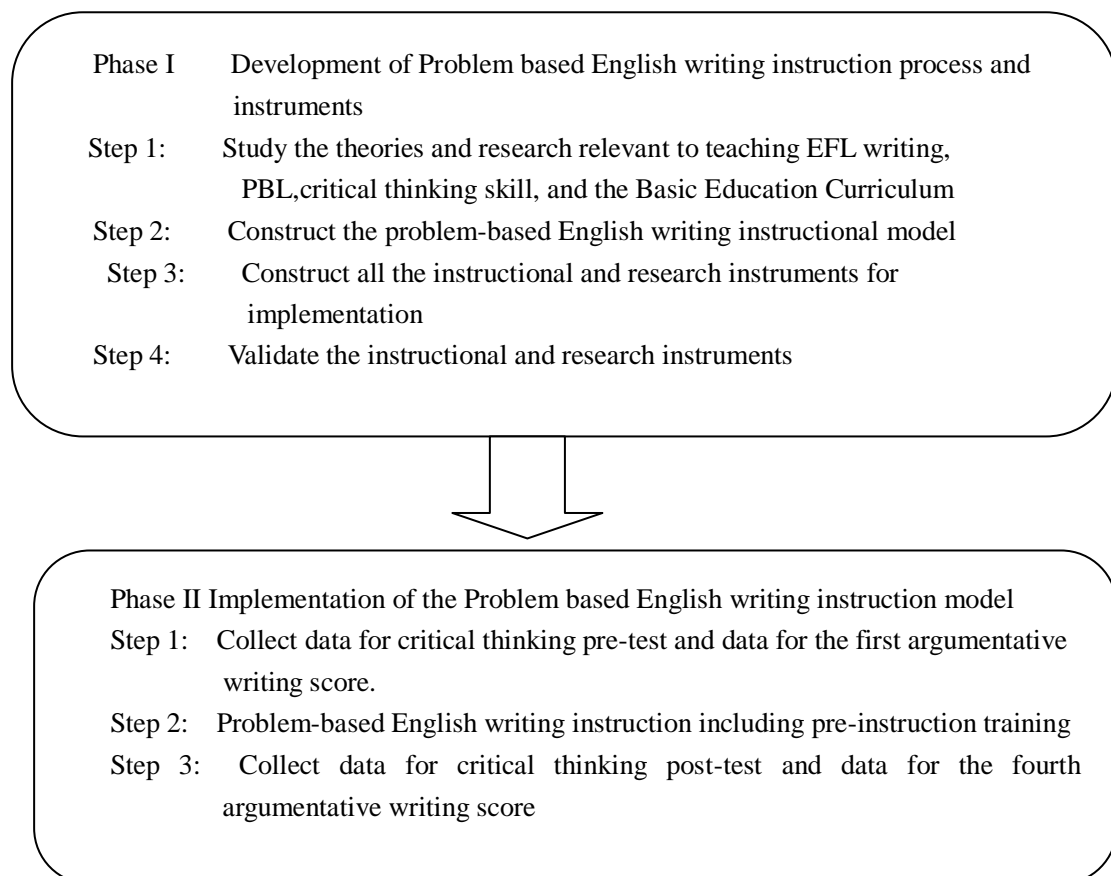 Phase I Development of Problem based English writing instruction process and
instruments
Step 1: Study the theories and research relevant to teaching EFL writing,
PBL,critical thinking skill, and the Basic Education Curriculum
Step 2: Construct the problem-based English writing instructional model
Step 3: Construct all the instructional and research instruments for
implementation
Step 4: Validate the instructional and research instruments
Phase II Implementation of the Problem based English writing instruction model
Step 1: Collect data for critical thinking pre-test and data for the first argumentative
writing score.
Step 2: Problem-based English writing instruction including pre-instruction training
Step 3: Collect data for critical thinking post-test and data for the fourth
argumentative writing score